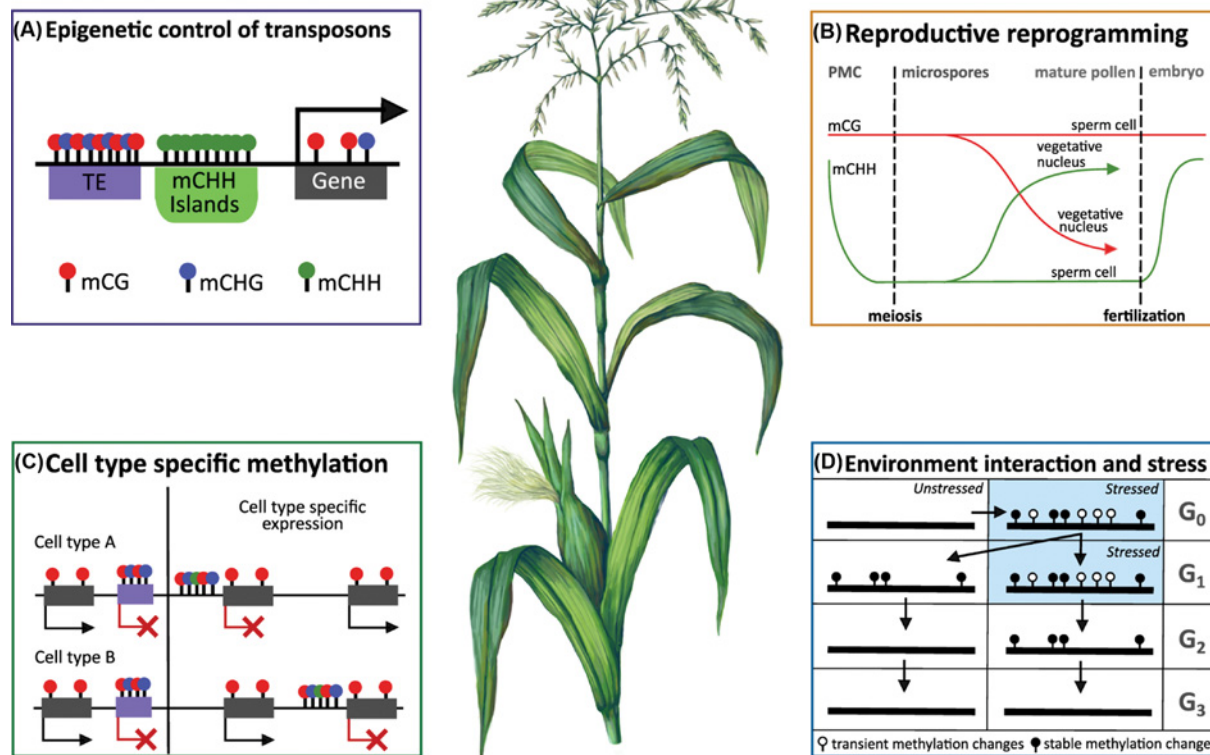 (A) Epigenetic control of transposons
TE
mCHH
Islands
Gene
mCG
mCHG
mCHH
(B) Reproductive reprogramming
PMC
microspores
mature pollen
embryo
mCG
sperm cell
mCHH
vegetative
nucleus
vegetative
nucleus
sperm cell
meiosis
fertilization
(C) Cell type specific methylation
Cell type specific
expression
Cell type A
Cell type B
(D) Environment interaction and stress
Unstressed
Stressed
G0
Stressed
G1
G2
G3
transient methylation changes
stable methylation change